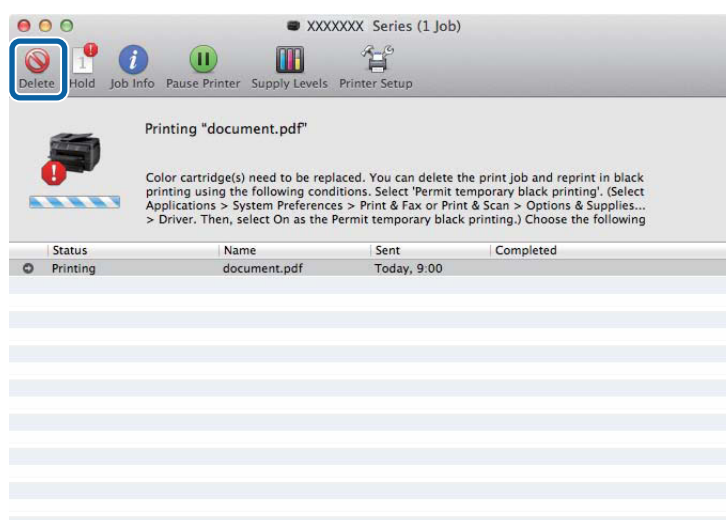 XXXXXXX Series (1 Job)
1
Delete Hold Job Info Pause Printer Supply Levels Printer Setup
Printing "document.pdf"
Color cartridge(s) need to be replaced. You can delete the print job and reprint in black
printing using the following conditions. Select 'Permit temporary black printing'. (Select
Applications > System Preferences > Print & Fax or Print & Scan > Options & Supplies...
> Driver. Then, select On as the Permit temporary black printing.) Choose the following
Status Name Sent Completed
Printing document.pdf Today, 9:00